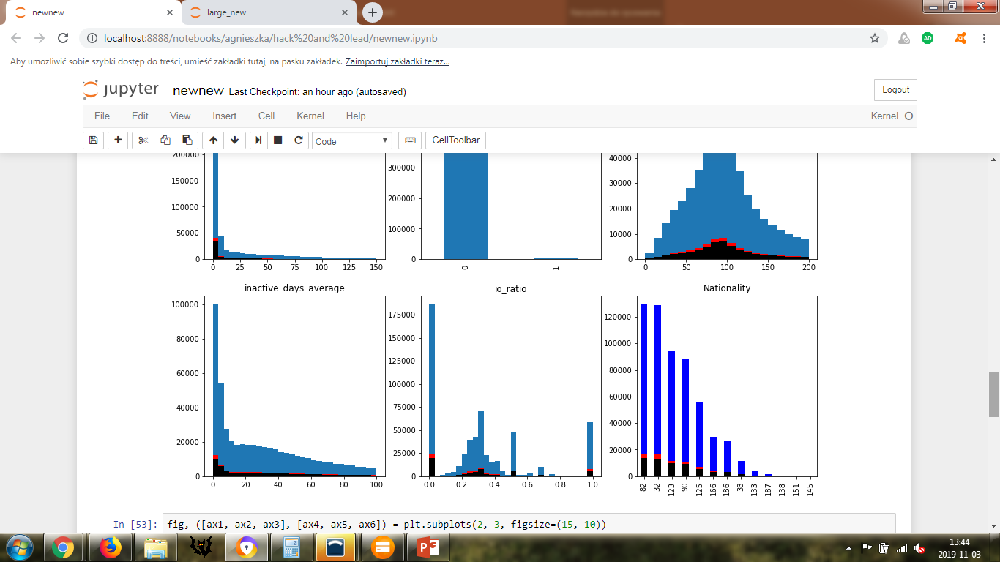 newnew
large_new
localhost:8888/notebooks/agnieszka/hack%20and%20lead/newnew.ipynb
AD
Aby umożliwić sobie szybki dostęp do treści, umieść zakładki tutaj, na pasku zakładek. Zaimportuj zakładki teraz...
jupyter newnew Last Checkpoint: an hour ago (autosaved) Logout
File Edit View Insert Cell Kernel Help Kernel
Code CellToolbar
200000
150000
100000
50000
0
0 25 50 75 100 125 150
300000
200000
100000
0
0 1
40000
30000
20000
10000
0
0 50 100 150 200
inactive_days_average
100000
80000
60000
40000
20000
0
0 20 40 60 80 100
io_ratio
175000
150000
125000
100000
75000
50000
25000
0
0.0 0.2 0.4 0.6 0.8 1.0
Nationality
120000
100000
80000
60000
40000
20000
0
82 32 123 90 125 166 186 33 133 187 138 151 145
In [53]: fig, ([ax1, ax2, ax3], [ax4, ax5, ax6]) = plt.subplots(2, 3, figsize=(15, 10))
13:44
2019-11-03